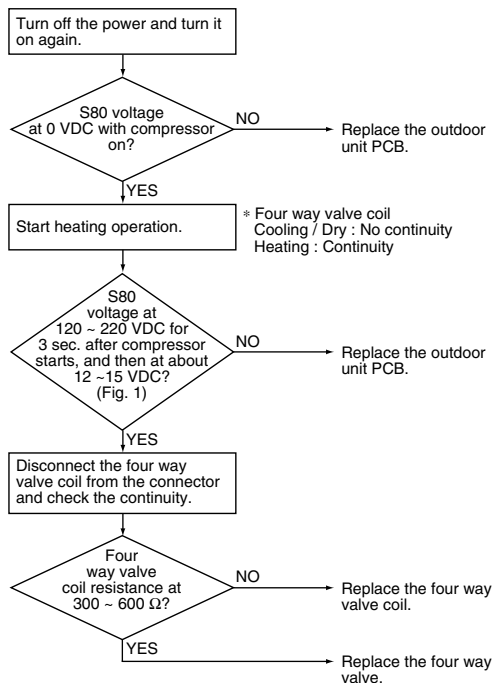 Turn off the power and turn it
on again.
S80 voltage
at 0 VDC with compressor
on?
NO
Replace the outdoor
unit PCB.
YES
Start heating operation.
* Four way valve coil
Cooling / Dry : No continuity
Heating : Continuity
S80
voltage at
120 ~ 220 VDC for
3 sec. after compressor
starts, and then at about
12 ~15 VDC?
(Fig. 1)
NO
Replace the outdoor
unit PCB.
YES
Disconnect the four way
valve coil from the connector
and check the continuity.
Four
way valve
coil resistance at
300 ~ 600 Ω?
NO
Replace the four way
valve coil.
YES
Replace the four way
valve.